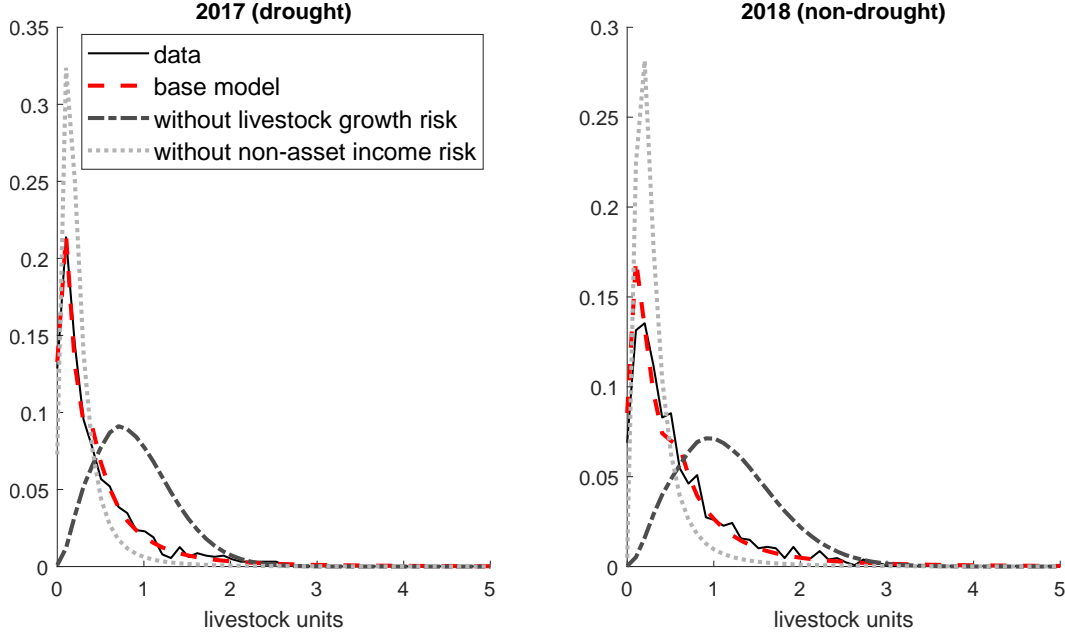 2017 (drought)
0.35
0.3
0.25
0.2
0.15
0.1
0.05
0
data
base model
without livestock growth risk
without non-asset income risk
0 1 2 3 4 5
livestock units
2018 (non-drought)
0.3
0.25
0.2
0.15
0.1
0.05
0
0 1 2 3 4 5
livestock units